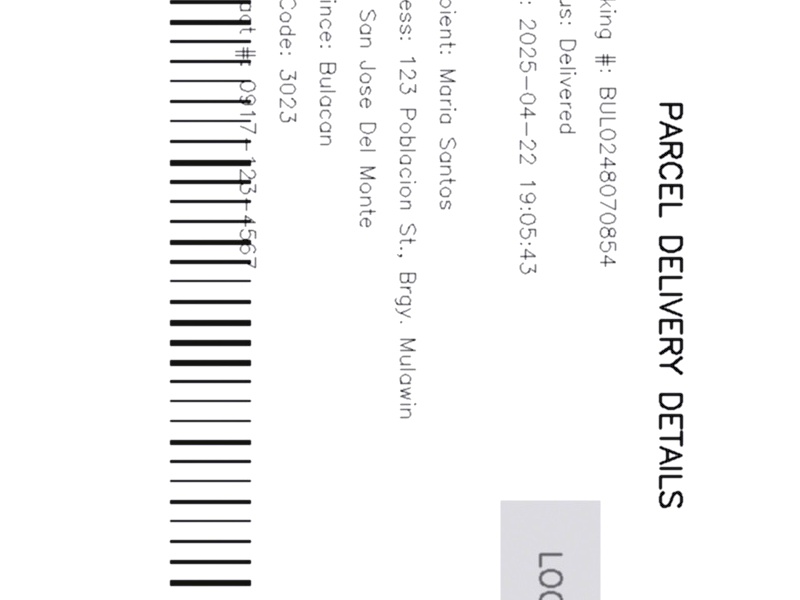 PARCEL DELIVERY DETAILS
king #: BUL0248070854
us: Delivered
: 2025-04-22 19:05:43
LOG
pient: Maria Santos
ess: 123 Poblacion St., Brgy. Mulawin
San Jose Del Monte
ince: Bulacan
Code: 3023
act #: 0917-123-4567